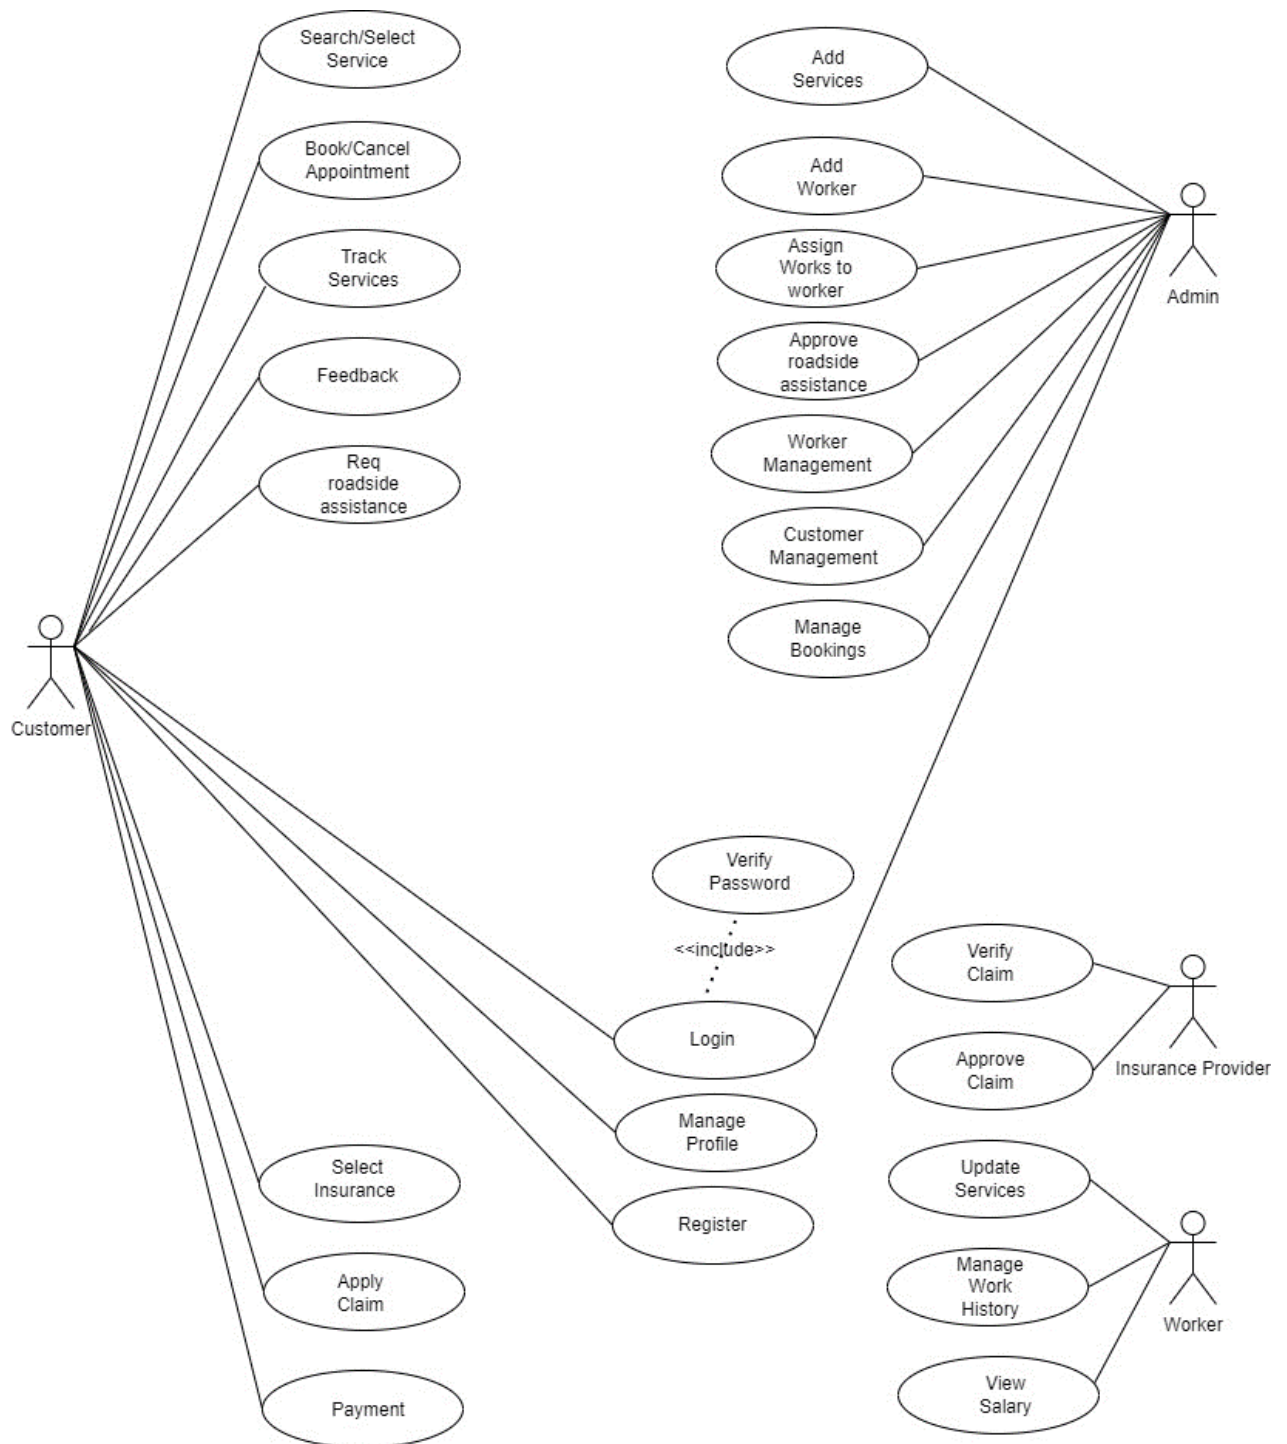 Search/Select
Service
Book/Cancel
Appointment
Track
Services
Feedback
Req
roadside
assistance
Customer
Add
Services
Add
Worker
Assign
Works to
worker
Approve
roadside
assistance
Worker
Management
Customer
Management
Manage
Bookings
Admin
Verify
Password
<<include>>
Login
Manage
Profile
Register
Select
Insurance
Apply
Claim
Payment
Verify
Claim
Approve
Claim
Insurance Provider
Update
Services
Manage
Work
History
View
Salary
Worker